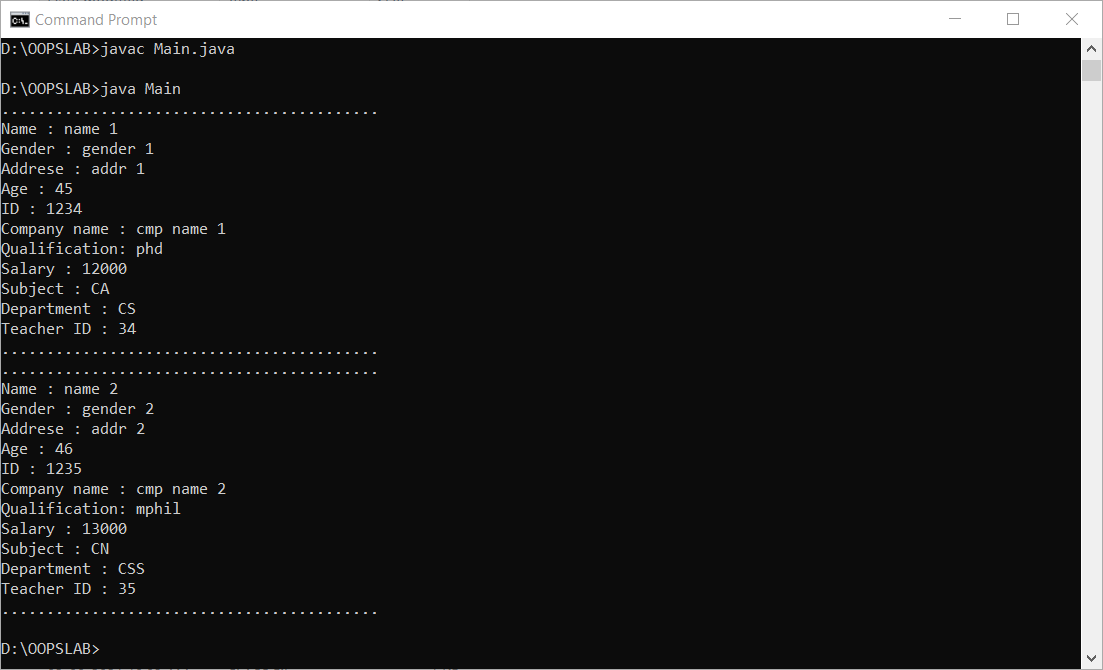 Command Prompt
D:\OOPSLAB>javac Main.java
D:\OOPSLAB>java Main
..........................................
Name : name 1
Gender : gender 1
Addrese : addr 1
Age : 45
ID : 1234
Company name : cmp name 1
Qualification: phd
Salary : 12000
Subject : CA
Department : CS
Teacher ID : 34
..........................................
..........................................
Name : name 2
Gender : gender 2
Addrese : addr 2
Age : 46
ID : 1235
Company name : cmp name 2
Qualification: mphil
Salary : 13000
Subject : CN
Department : CSS
Teacher ID : 35
..........................................
D:\OOPSLAB>